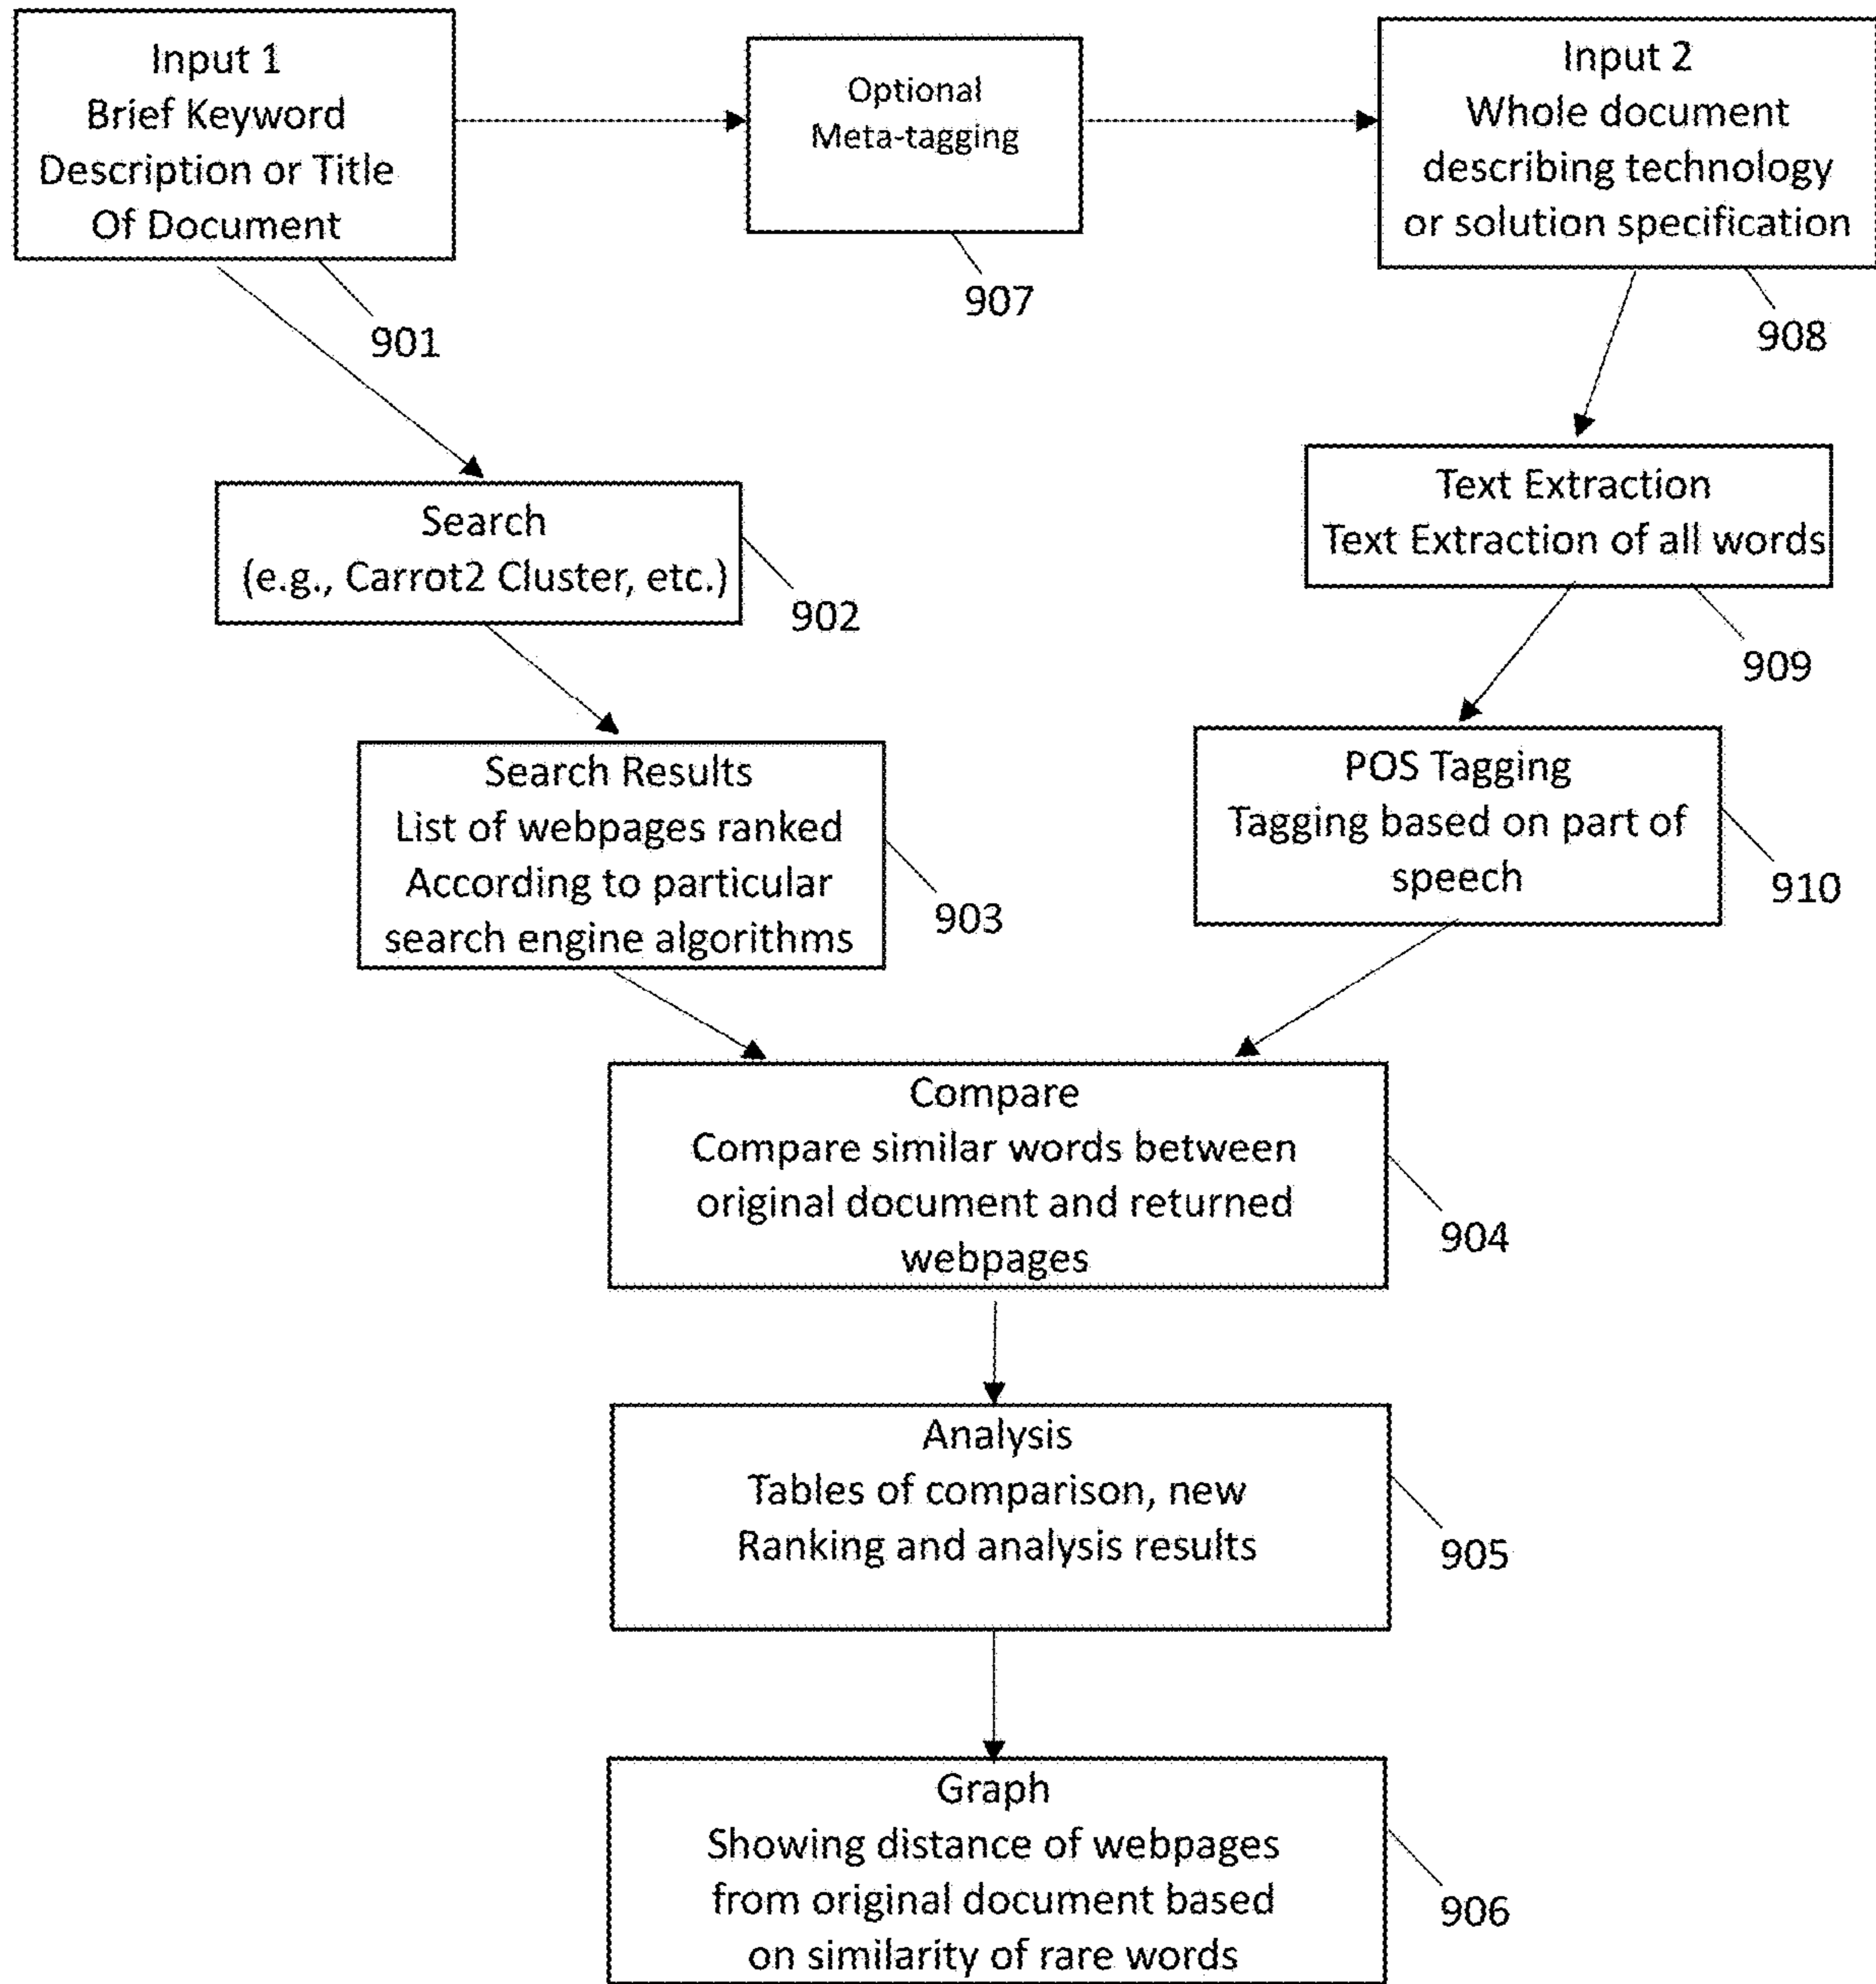 Input 1
Brief Keyword
Description or Title
Of Document
901
Optional
Meta-tagging
907
Input 2
Whole document
describing technology
or solution specification
908
Search
(e.g., Carrot2 Cluster, etc.)
902
Text Extraction
Text Extraction of all words
909
Search Results
List of webpages ranked
According to particular
search engine algorithms
903
POS Tagging
Tagging based on part of
speech
910
Compare
Compare similar words between
original document and returned
webpages
904
Analysis
Tables of comparison, new
Ranking and analysis results
905
Graph
Showing distance of webpages
from original document based
on similarity of rare words
906